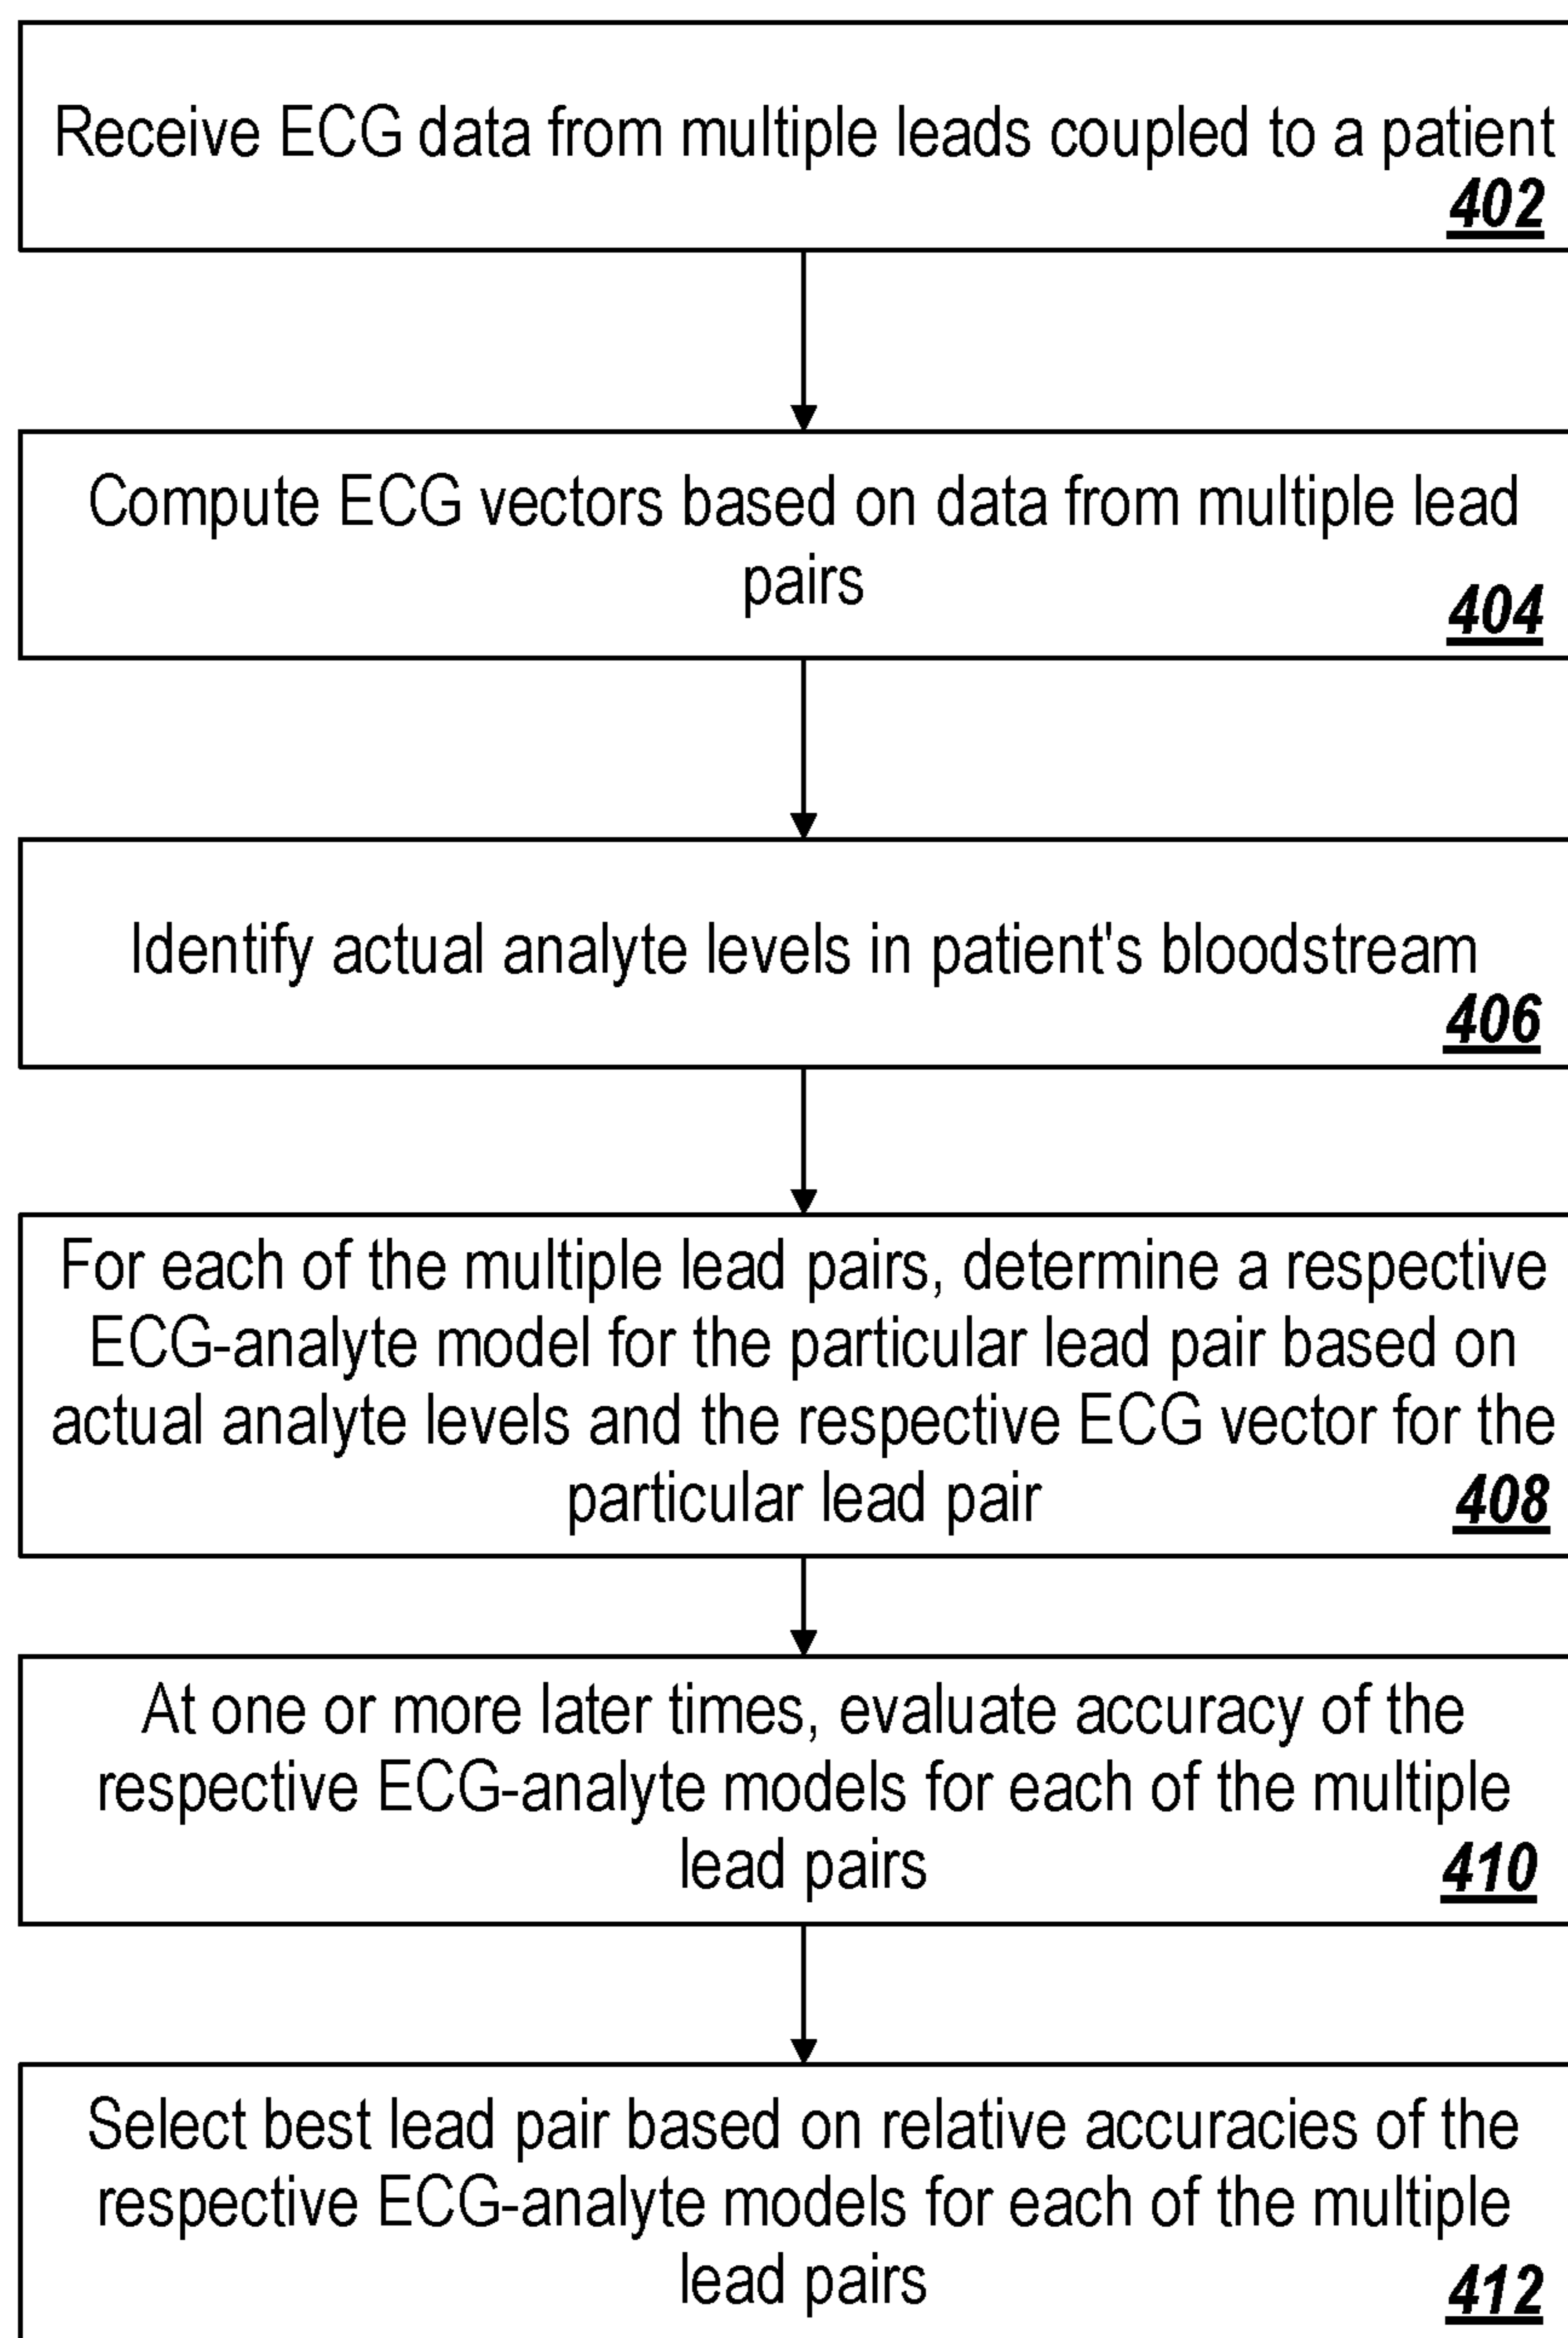 Receive ECG data from multiple leads coupled to a patient
402
Compute ECG vectors based on data from multiple lead
pairs
404
Identify actual analyte levels in patient's bloodstream
406
For each of the multiple lead pairs, determine a respective
ECG-analyte model for the particular lead pair based on
actual analyte levels and the respective ECG vector for the
particular lead pair
408
At one or more later times, evaluate accuracy of the
respective ECG-analyte models for each of the multiple
lead pairs
410
Select best lead pair based on relative accuracies of the
respective ECG-analyte models for each of the multiple
lead pairs
412